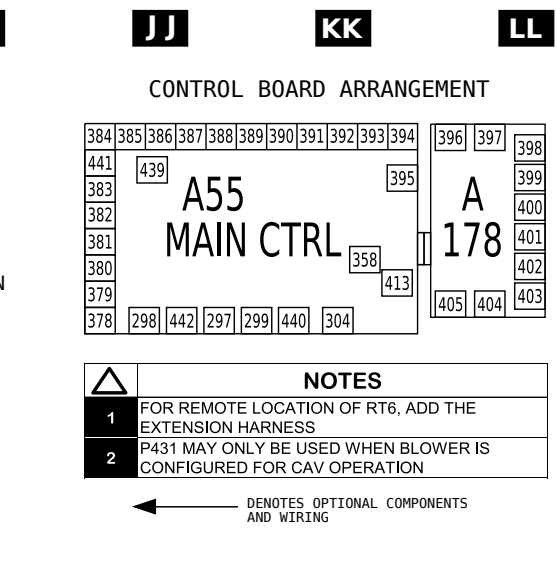 JJ KK LL
CONTROL BOARD ARRANGEMENT
384 385 386 387 388 389 390 391 392 393 394 396 397 398
441 439 395 399
383 A55 A 400
382 MAIN CTRL 178 401
381 358 402
380 413 403
379 405 404
378 298 442 297 299 440 304
NOTES
1 FOR REMOTE LOCATION OF RT6, ADD THE
EXTENSION HARNESS
2 P431 MAY ONLY BE USED WHEN BLOWER IS
CONFIGURED FOR CAV OPERATION
DENOTES OPTIONAL COMPONENTS
AND WIRING